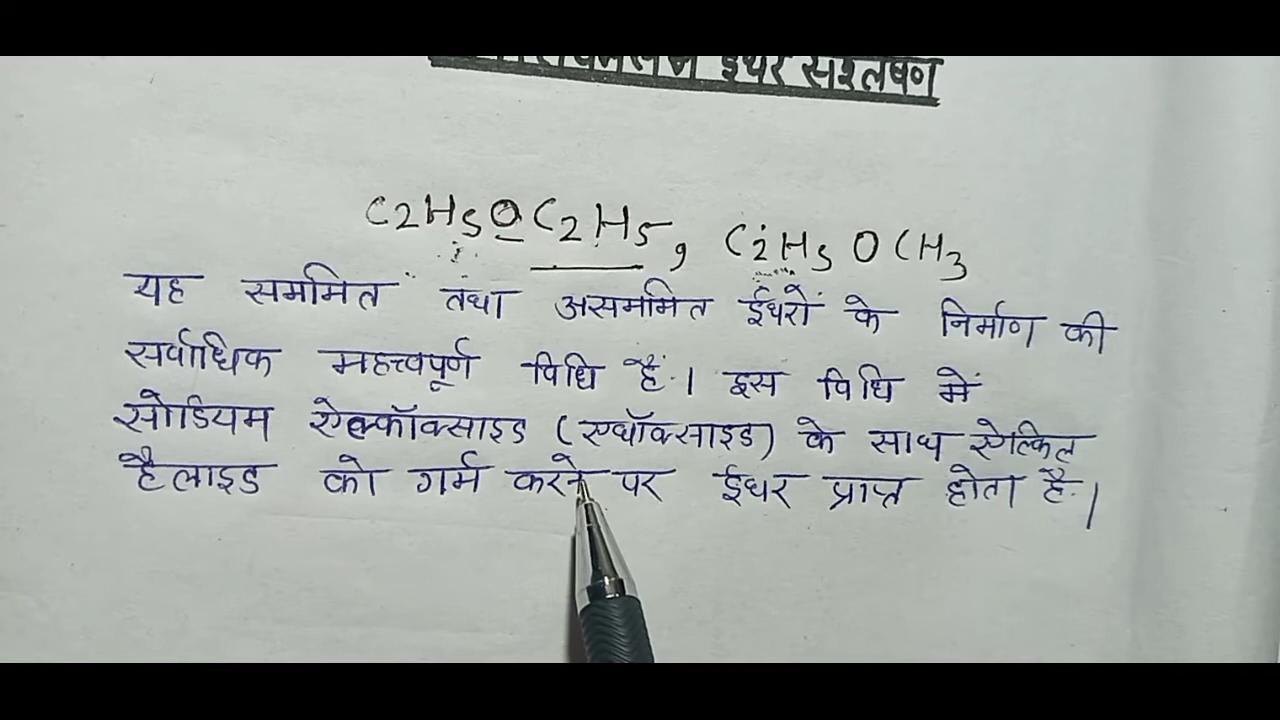 ईथर संश्लेषण
C2H5OC2H5, C2H5OCH3
यह सममित तथा असममित ईथरों के निर्माण की
सर्वाधिक महत्त्वपूर्ण विधि है। इस विधि में
सोडियम ऐल्कॉक्साइड (एथॉक्साइड) के साथ ऐल्किल
हैलाइड को गर्म करने पर ईथर प्राप्त होता है।